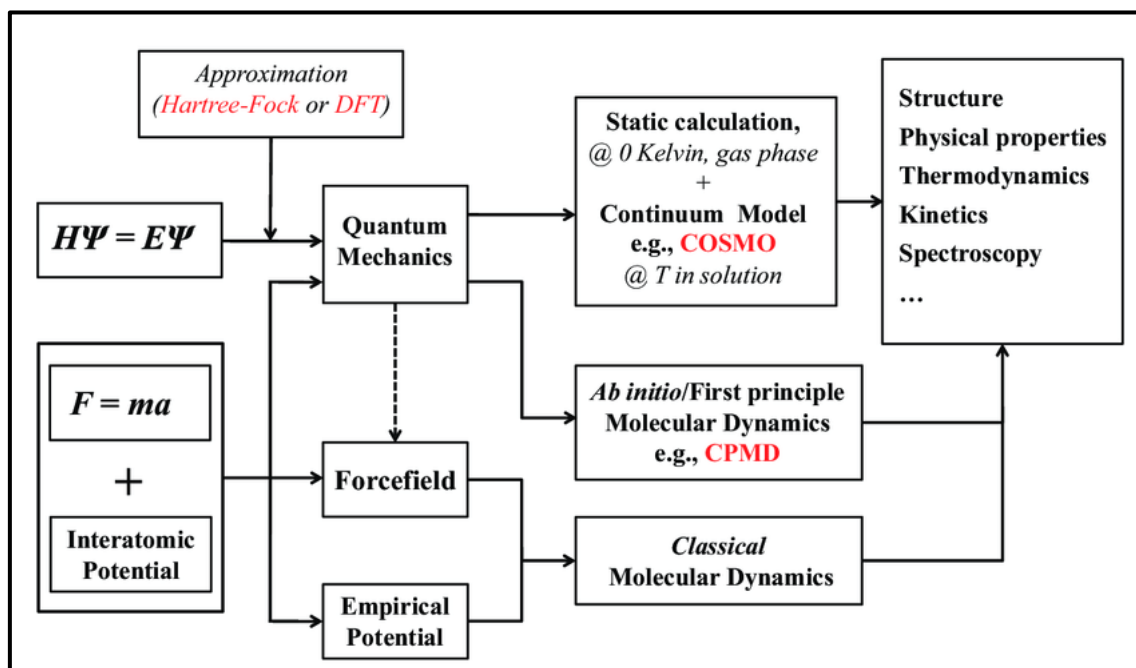 Approximation
(Hartree-Fock or DFT)
HΨ = EΨ
Quantum
Mechanics
Static calculation,
@ 0 Kelvin, gas phase
+
Continuum Model
e.g., COSMO
@ T in solution
Structure
Physical properties
Thermodynamics
Kinetics
Spectroscopy
...
F = ma
+
Interatomic
Potential
Forcefield
Empirical
Potential
Ab initio/First principle
Molecular Dynamics
e.g., CPMD
Classical
Molecular Dynamics